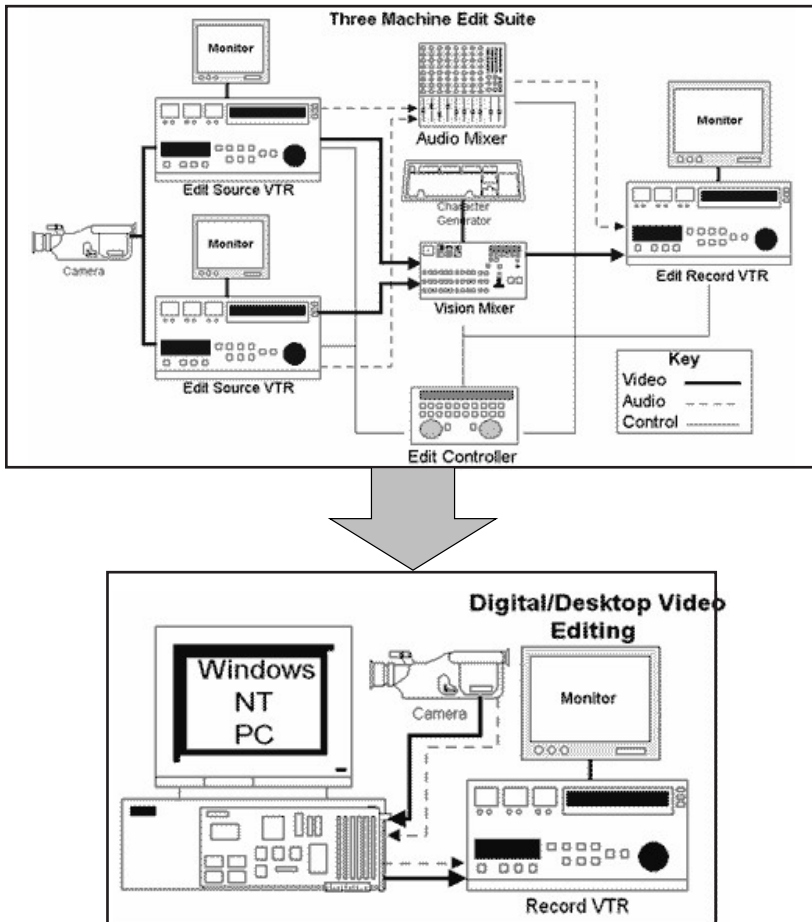 Three Machine Edit Suite
Monitor
Edit Source VTR
Audio Mixer
Monitor
Character
Generator
Camera
Monitor
Edit Record VTR
Vision Mixer
Edit Source VTR
Edit Controller
Key
Video
Audio
Control
Digital/Desktop Video
Editing
Windows
NT
PC
Camera
Monitor
Record VTR